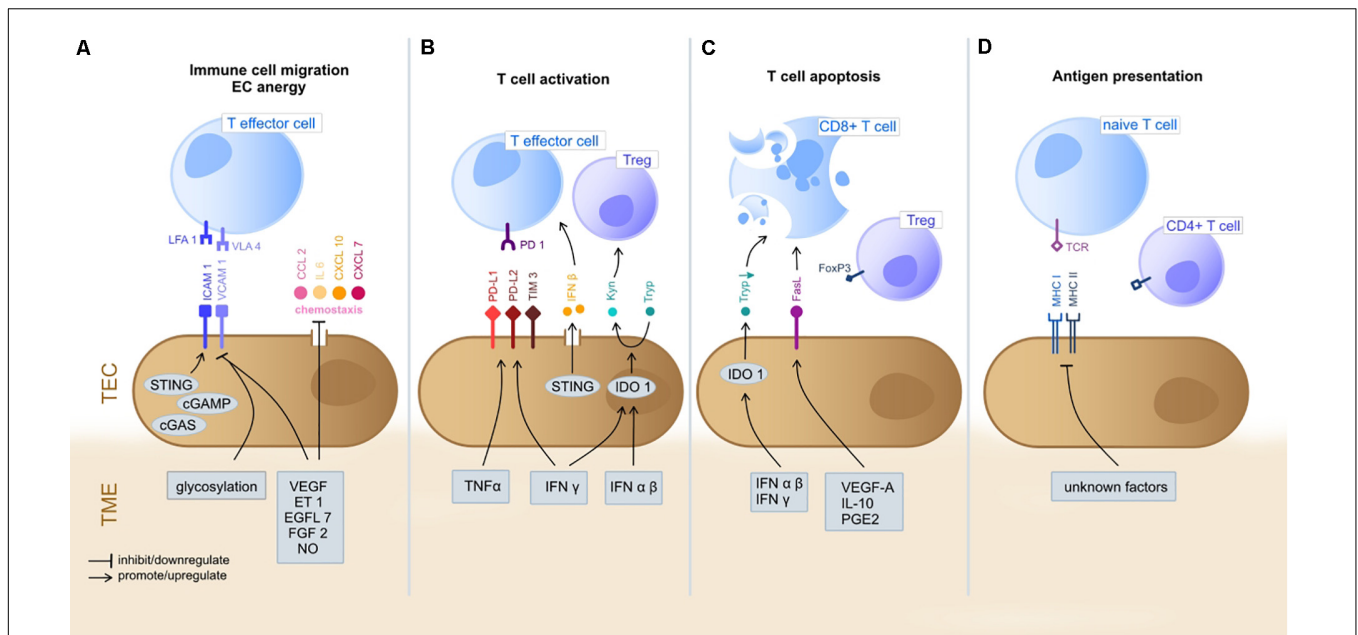 A
Immune cell migration
EC anergy
T effector cell
LFA 1
VLA 4
ICAM 1
VCAM 1
CCL 2
IL 6
CXCL 10
CXCL 7
chemostaxis
STING
cGAMP
cGAS
glycosylation
VEGF
ET 1
EGFL 7
FGF 2
NO
TEC
TME
inhibit/downregulate
promote/upregulate
B
T cell activation
T effector cell
Treg
PD 1
PD-L1
PD-L2
TIM 3
IFN β
Kyn
Tryp
STING
IDO 1
TNFα
IFN γ
IFN α β
C
T cell apoptosis
CD8+ T cell
Treg
FoxP3
Tryp
FasL
IDO 1
IFN α β
IFN γ
VEGF-A
IL-10
PGE2
D
Antigen presentation
naive T cell
CD4+ T cell
TCR
MHC I
MHC II
unknown factors